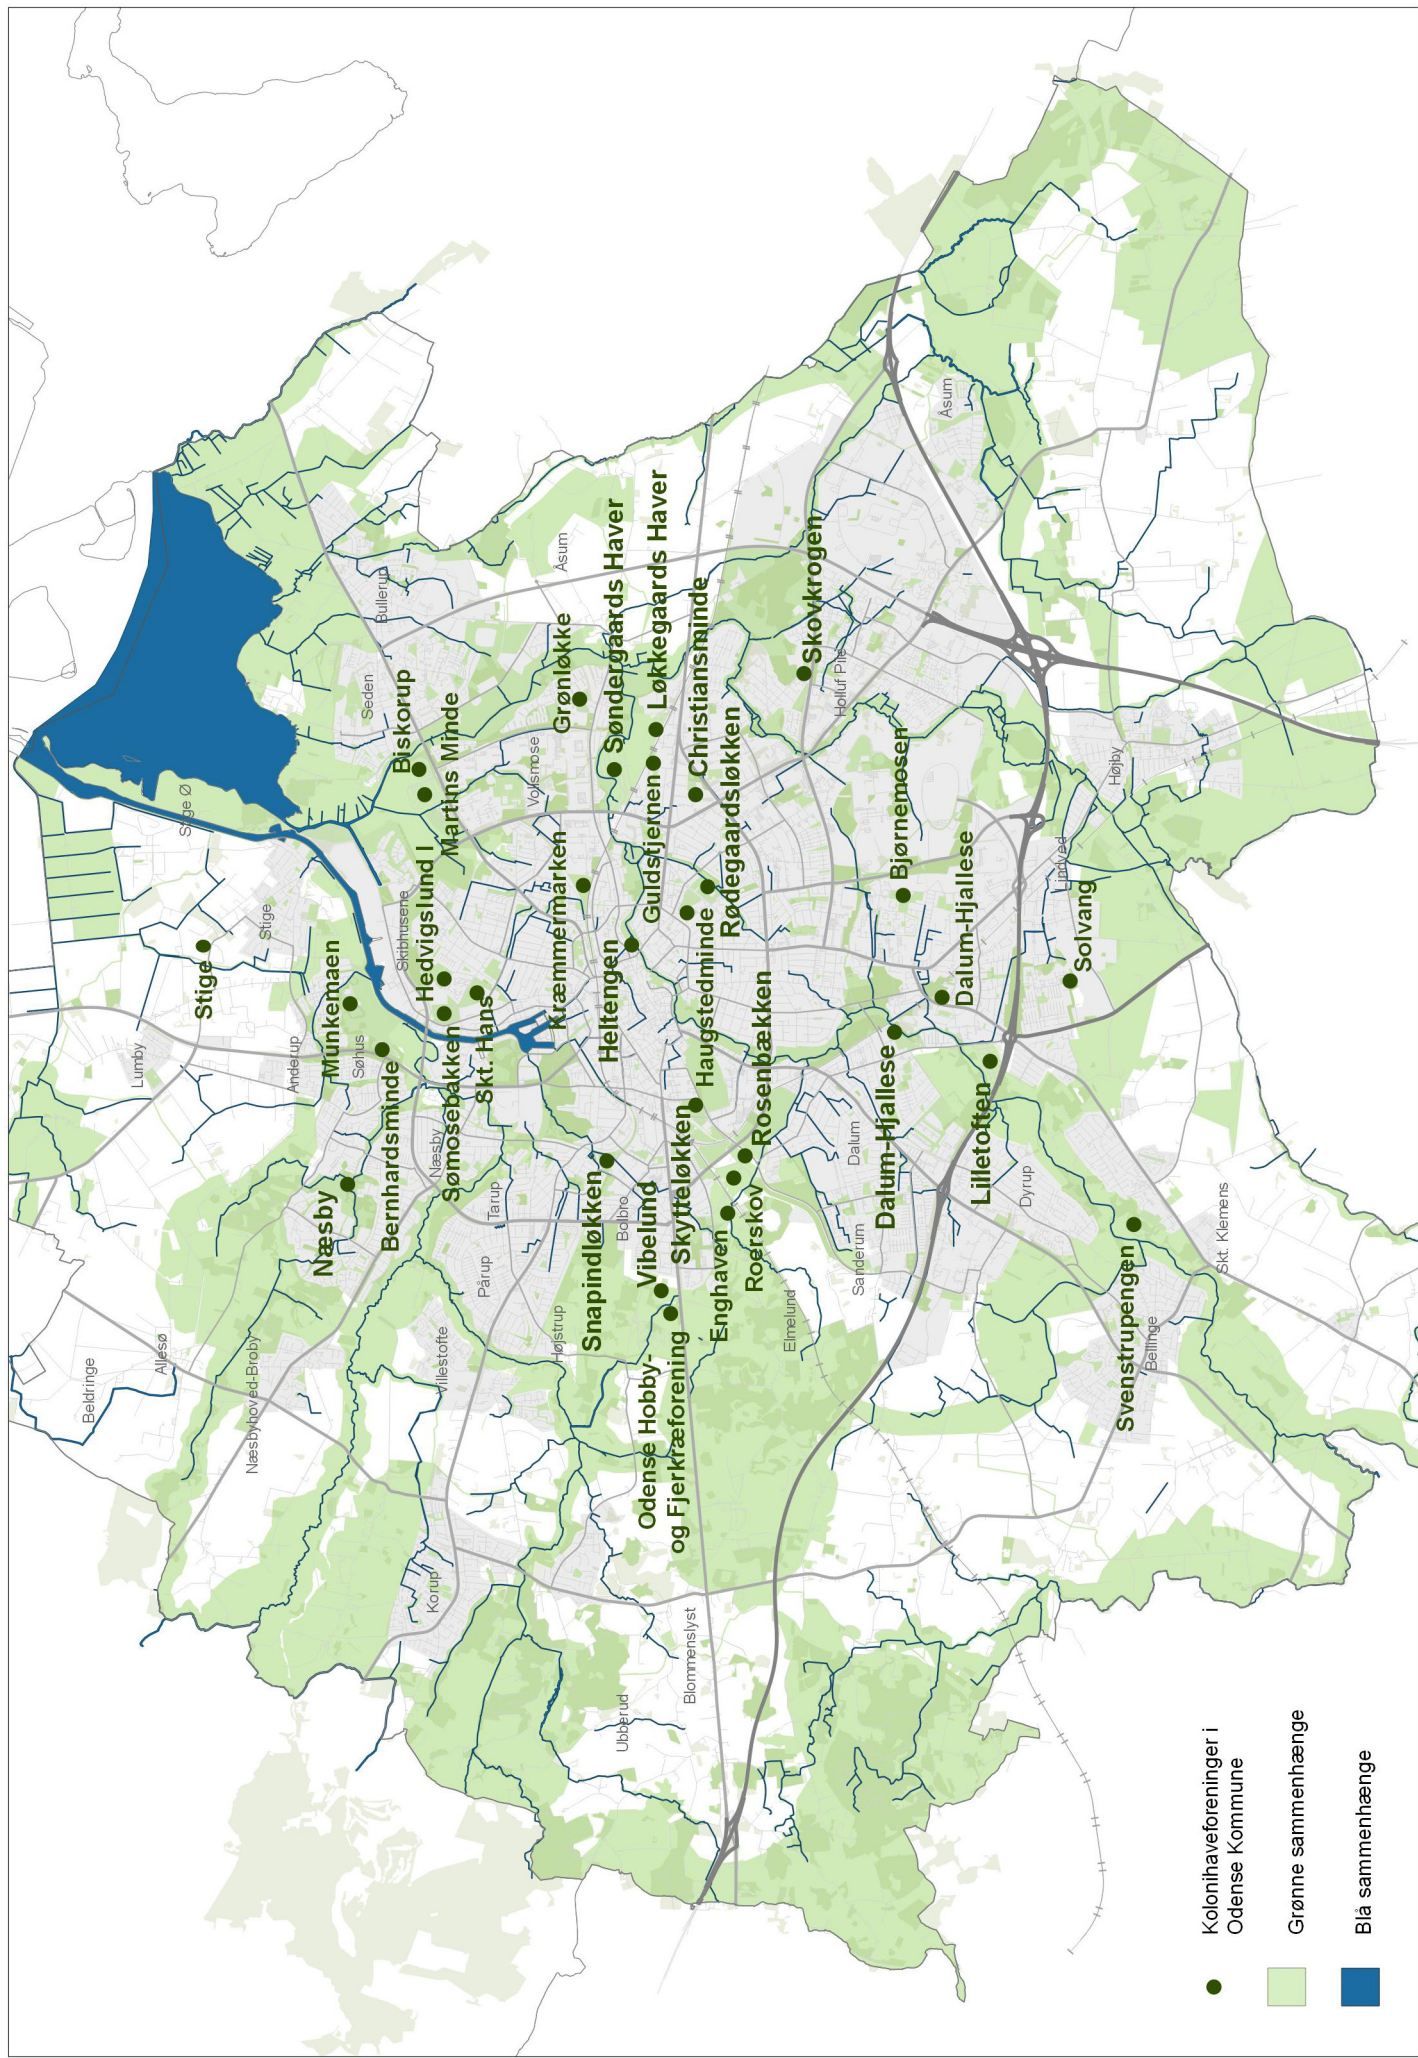 Stige
Munkemaen
Bernhardsminde
Næsby
Hedvigslund I
Sømosebakken
Skt. Hans
Biskorup
Martins Minde
Kræmmermarken
Grønløkke
Søndergaards Haver
Løkkegaards Haver
Guldstjernen
Christiansminde
Heltengen
Haugstedminde
Rødegaardsløkken
Skovkrogen
Snapindløkken
Vibelund
Skytteløkken
Odense Hobby-
og Fjerkræforening
Enghaven
Roerskov
Rosenbækken
Bjørnemosen
Dalum-Hjallese
Dalum-Hjallese
Lilletoften
Solvang
Svenstrupengen
Beldringe
Allesø
Næsbyhoved-Broby
Lumby
Anderup
Søhus
Stige
Stige Ø
Skibhusene
Seden
Bullerup
Åsum
Vollsmose
Næsby
Tarup
Pårup
Villestofte
Højstrup
Korup
Bolbro
Ubberud
Blommenslyst
Elmelund
Sanderum
Dalum
Dyrup
Bellinge
Skt. Klemens
Holluf Pile
Åsum
Højby
Lindved
Kolonihaveforeninger i
Odense Kommune
Grønne sammenhænge
Blå sammenhænge